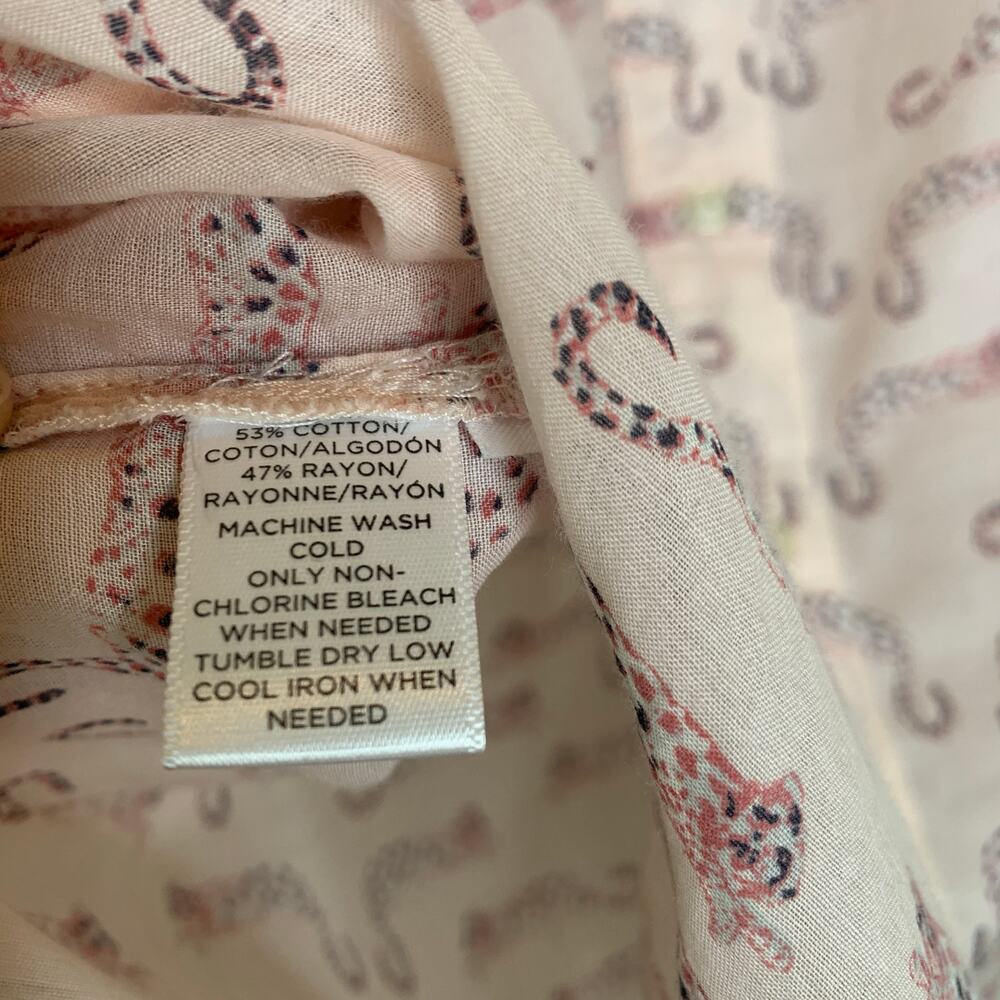 53% COTTON/
COTON/ALGODÓN
47% RAYON/
RAYONNE/RAYÓN
MACHINE WASH
COLD
ONLY NON-
CHLORINE BLEACH
WHEN NEEDED
TUMBLE DRY LOW
COOL IRON WHEN
NEEDED